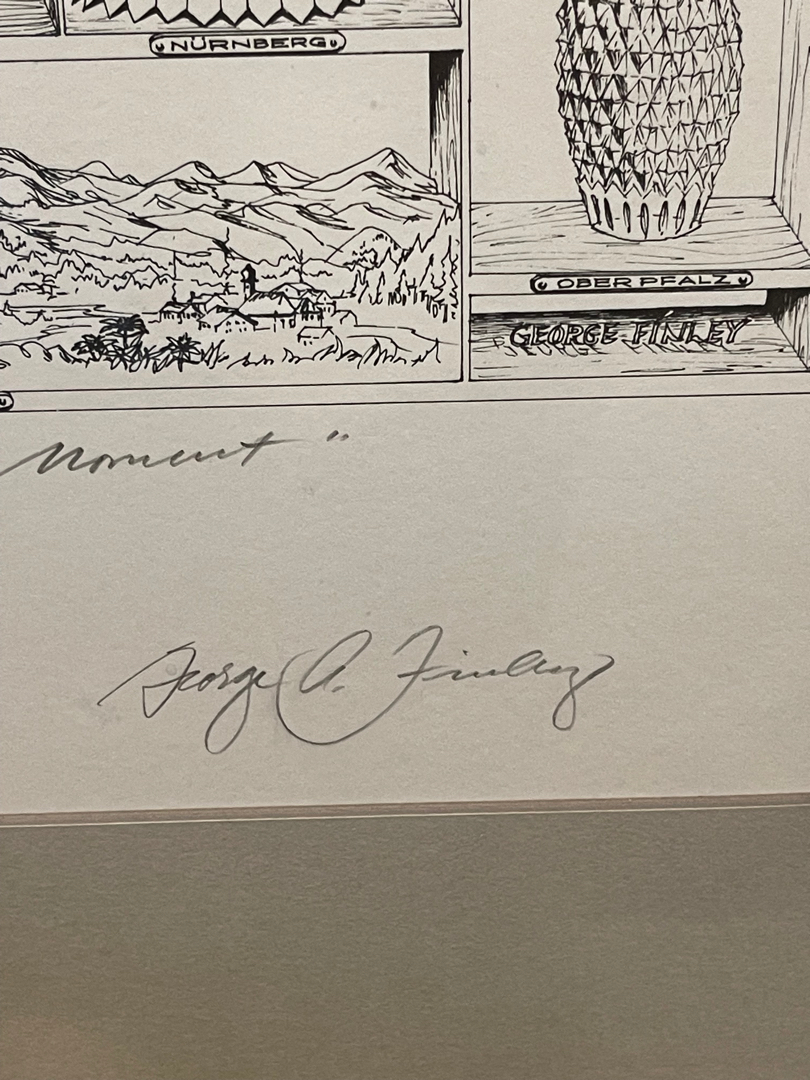 NÜRNBERG
OBER PFALZ
GEORGE FINLEY
Moment "
George A. Finley